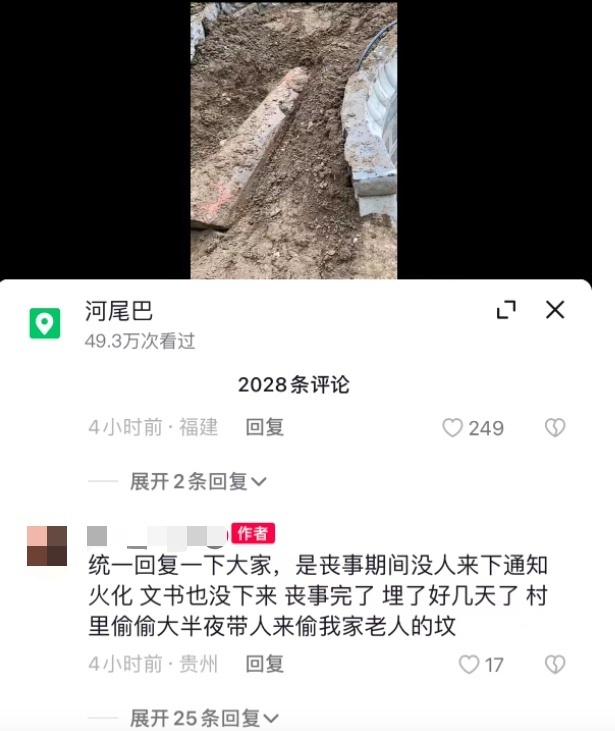 河尾巴
49.3万次看过
2028条评论
4小时前 · 福建 回复 249
展开2条回复
作者
统一回复一下大家，是丧事期间没人来下通知
火化 文书也没下来 丧事完了 埋了好几天了 村
里偷偷大半夜带人来偷我家老人的坟
4小时前 · 贵州 回复 17
展开25条回复